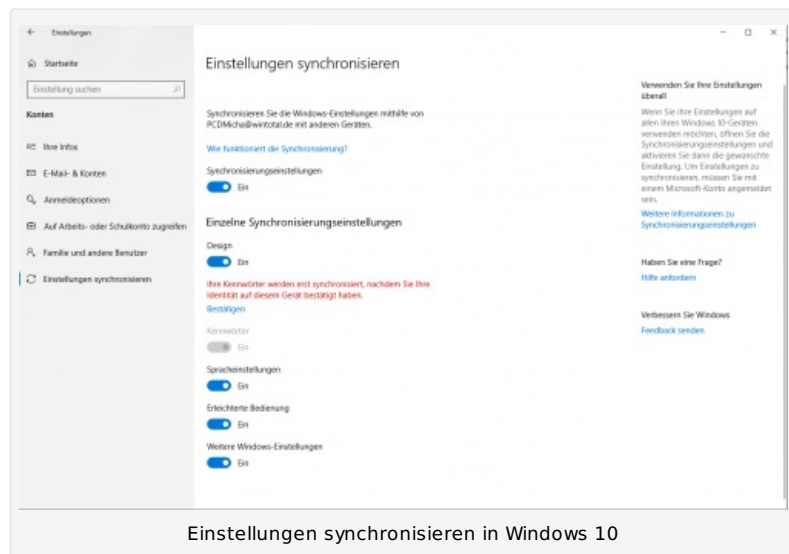 Einstellungen
Startseite
Einstellung suchen
Konten
Ihre Infos
E-Mail- & Konten
Anmeldeoptionen
Auf Arbeits- oder Schulkonto zugreifen
Familie und andere Benutzer
Einstellungen synchronisieren
Einstellungen synchronisieren
Synchronisieren Sie die Windows-Einstellungen mithilfe von
PCDMicha@wintotal.de mit anderen Geräten.
Wie funktioniert die Synchronisierung?
Synchronisierungseinstellungen
Ein
Einzelne Synchronisierungseinstellungen
Design
Ein
Ihre Kennwörter werden erst synchronisiert, nachdem Sie Ihre
Identität auf diesem Gerät bestätigt haben.
Bestätigen
Kennwörter
Ein
Spracheinstellungen
Ein
Erleichterte Bedienung
Ein
Weitere Windows-Einstellungen
Ein
Verwenden Sie Ihre Einstellungen
überall
Wenn Sie Ihre Einstellungen auf
allen Ihren Windows 10-Geräten
verwenden möchten, öffnen Sie die
Synchronisierungseinstellungen und
aktivieren Sie dann die gewünschte
Einstellung. Um Einstellungen zu
synchronisieren, müssen Sie mit
einem Microsoft-Konto angemeldet
sein.
Weitere Informationen zu
Synchronisierungseinstellungen
Haben Sie eine Frage?
Hilfe anfordern
Verbessern Sie Windows
Feedback senden
Einstellungen synchronisieren in Windows 10